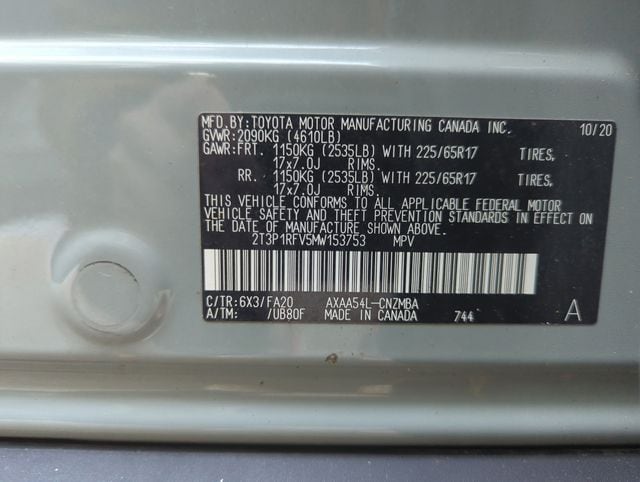 MFD.BY:TOYOTA MOTOR MANUFACTURING CANADA INC. 10/20
GVWR:2090KG (4610LB)
GAWR:FRT. 1150KG (2535LB) WITH 225/65R17 TIRES,
17x7.0J RIMS.
RR. 1150KG (2535LB) WITH 225/65R17 TIRES,
17x7.0J RIMS.
THIS VEHICLE CONFORMS TO ALL APPLICABLE FEDERAL MOTOR
VEHICLE SAFETY AND THEFT PREVENTION STANDARDS IN EFFECT ON
THE DATE OF MANUFACTURE SHOWN ABOVE.
2T3P1RFV5MW153753 MPV
C/TR:6X3/FA20 AXAA54L-CNZMBA
A/TM: /UB80F MADE IN CANADA 744 A